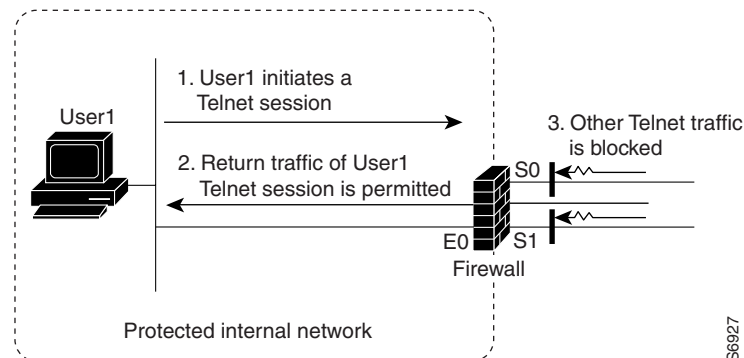 1. User1 initiates a
Telnet session
User1
3. Other Telnet traffic
is blocked
2. Return traffic of User1
Telnet session is permitted
S0
E0
S1
Firewall
Protected internal network
S6927